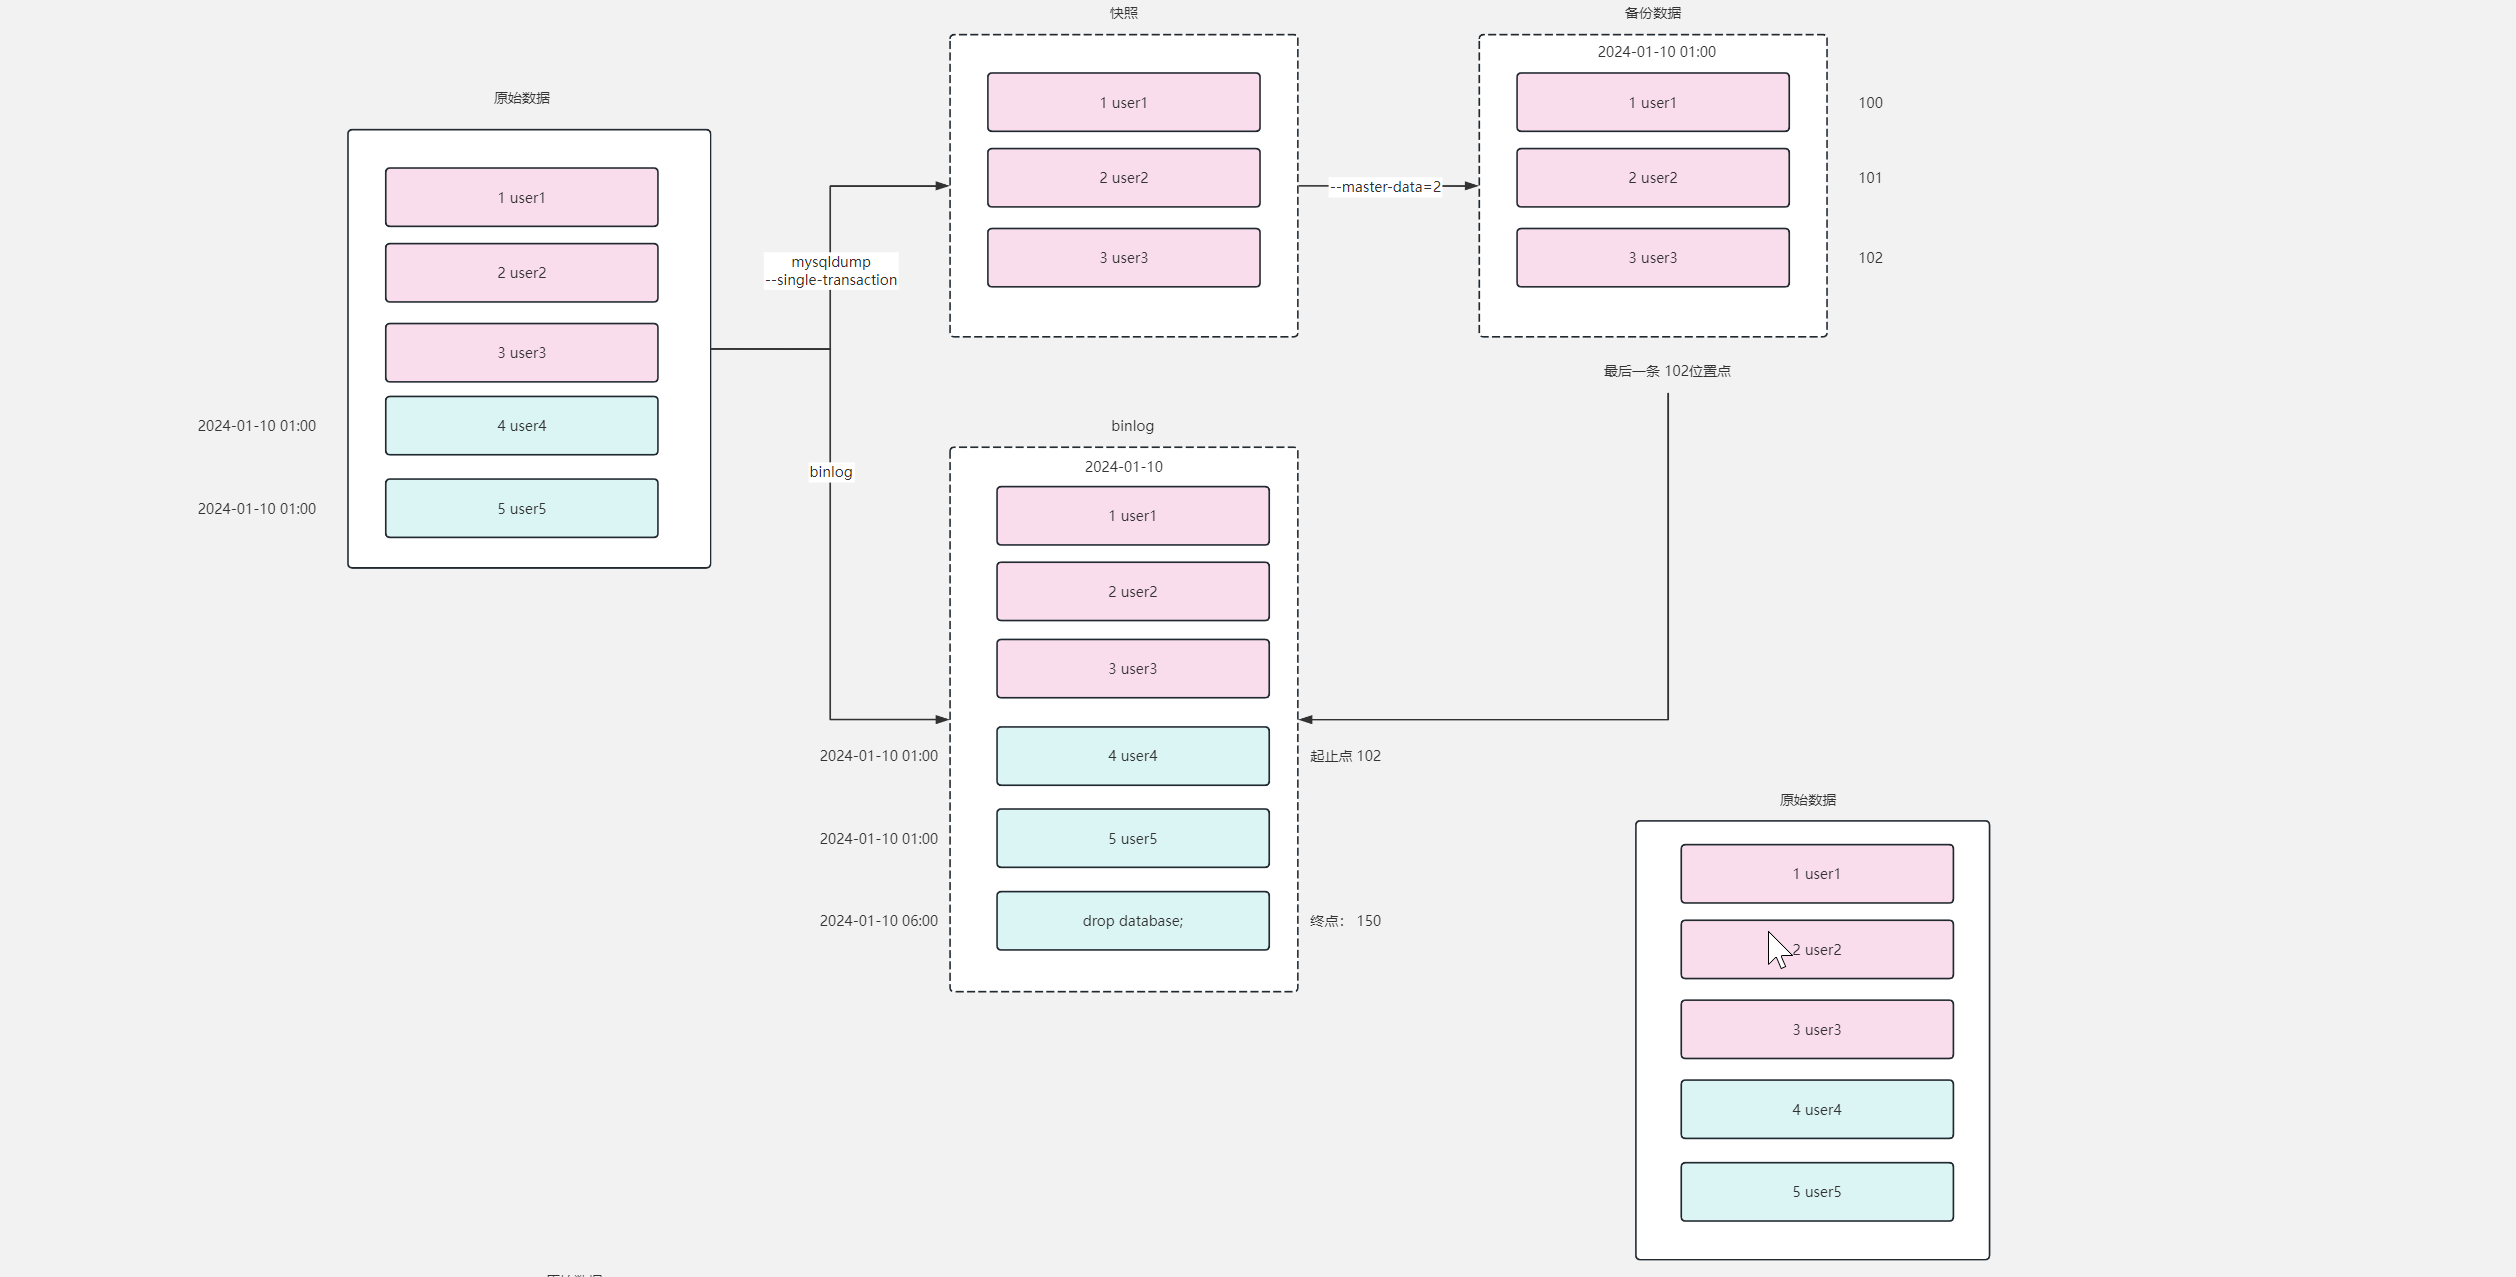 快照
备份数据
原始数据
1 user1
2 user2
3 user3
2024-01-10 01:00
4 user4
2024-01-10 01:00
5 user5
mysqldump
--single-transaction
binlog
1 user1
2 user2
3 user3
--master-data=2
2024-01-10 01:00
1 user1
100
2 user2
101
3 user3
102
最后一条 102位置点
binlog
2024-01-10
1 user1
2 user2
3 user3
2024-01-10 01:00
4 user4
起止点 102
2024-01-10 01:00
5 user5
2024-01-10 06:00
drop database;
终点： 150
原始数据
1 user1
2 user2
3 user3
4 user4
5 user5